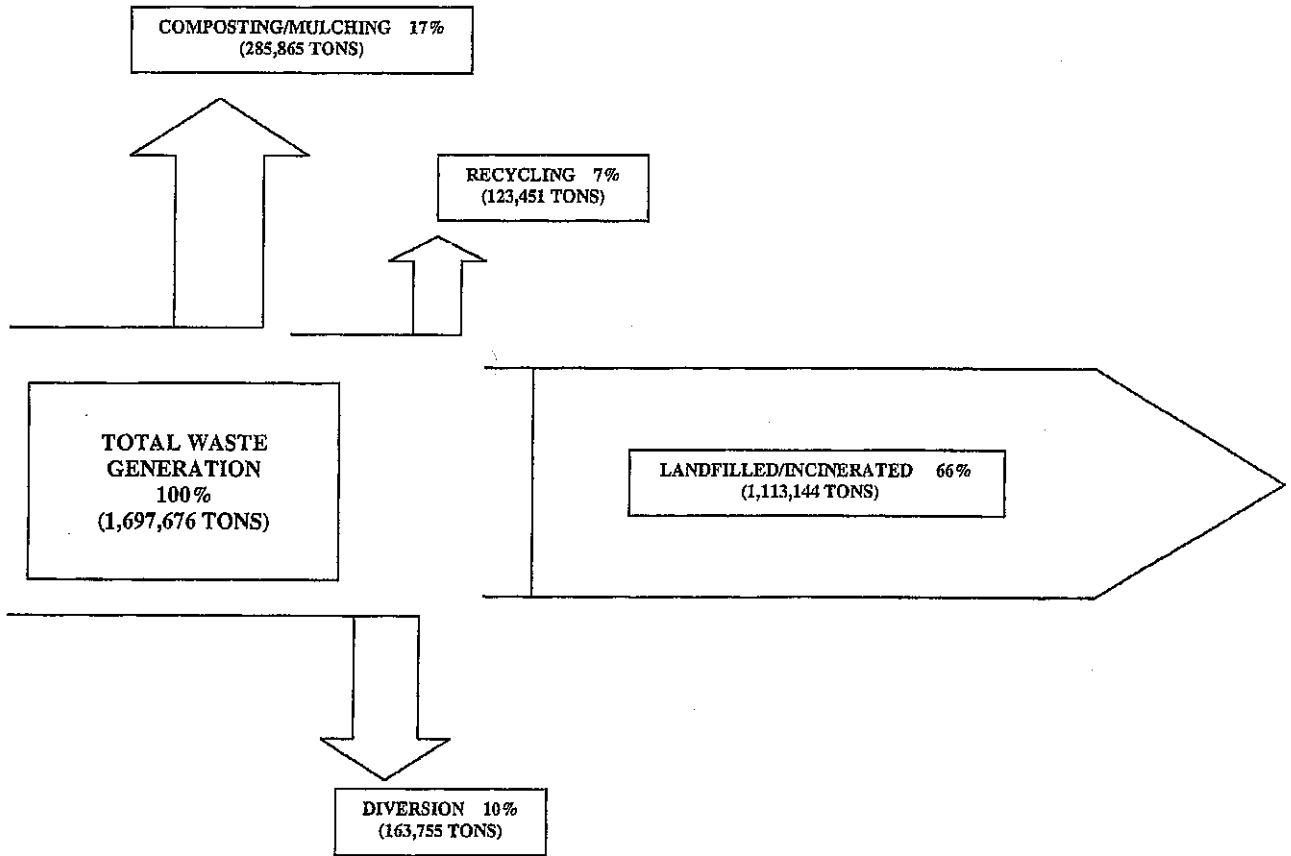 COMPOSTING/MULCHING 17%
(285,865 TONS)
RECYCLING 7%
(123,451 TONS)
TOTAL WASTE
GENERATION
100%
(1,697,676 TONS)
LANDFILLED/INCINERATED 66%
(1,113,144 TONS)
DIVERSION 10%
(163,755 TONS)